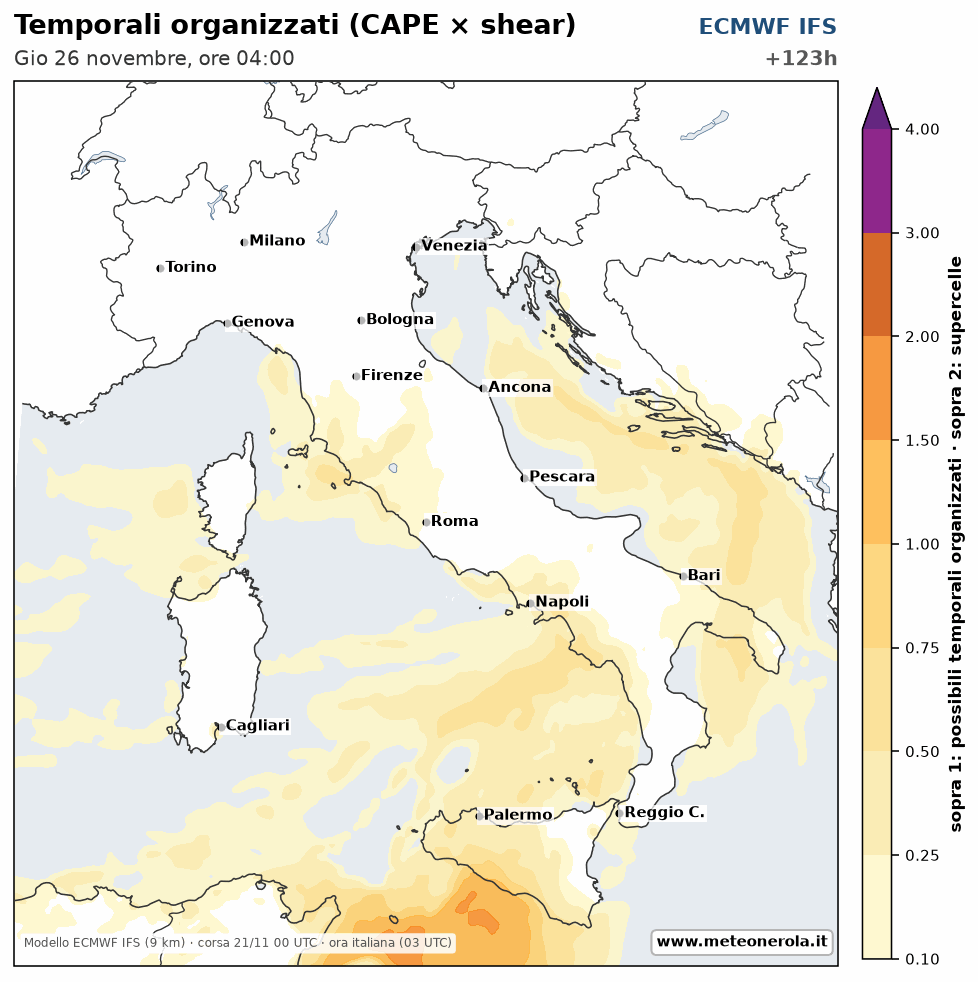 Temporali organizzati (CAPE × shear)
ECMWF IFS
Gio 26 novembre, ore 04:00
+123h
Milano
Venezia
Torino
Genova
Bologna
Firenze
Ancona
Pescara
Roma
Bari
Napoli
Cagliari
Palermo
Reggio C.
Modello ECMWF IFS (9 km) · corsa 21/11 00 UTC · ora italiana (03 UTC)
www.meteonerola.it
4.00
3.00
2.00
1.50
1.00
0.75
0.50
0.25
0.10
sopra 1: possibili temporali organizzati · sopra 2: supercelle